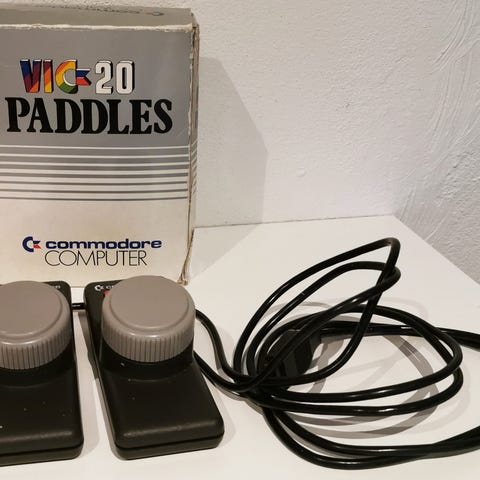 VIC-20
PADDLES
commodore
COMPUTER